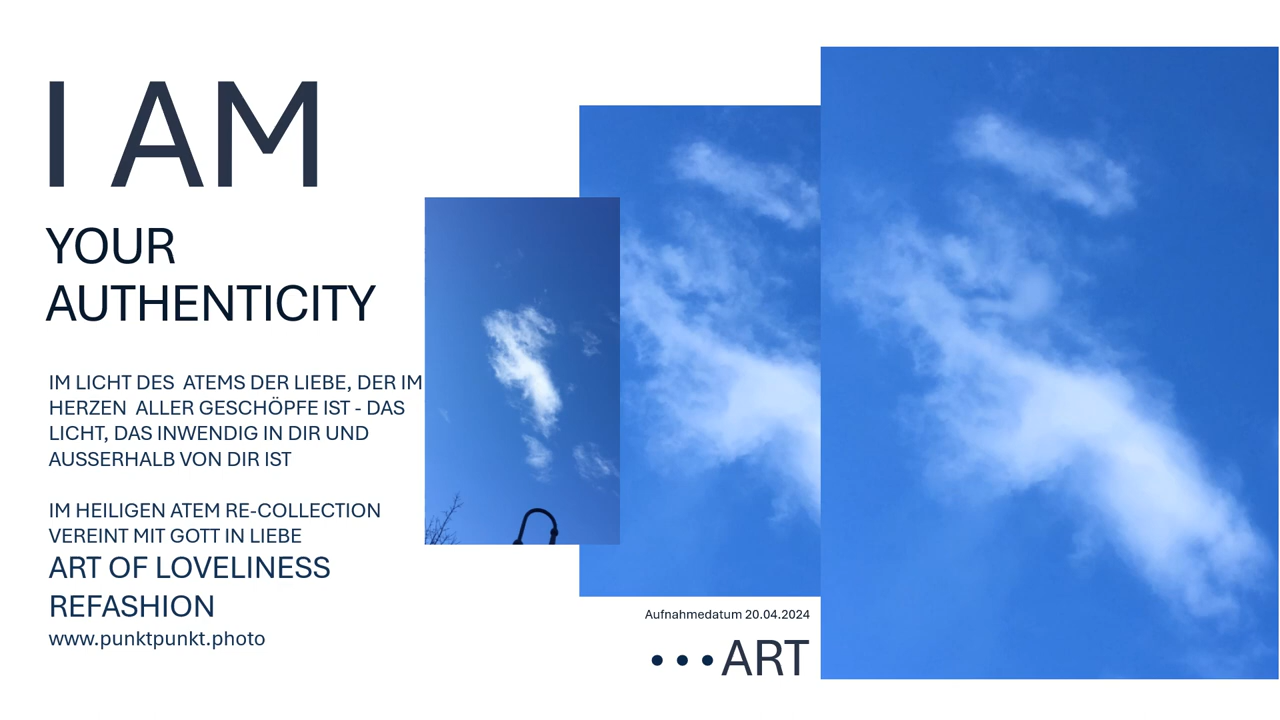 I AM
YOUR
AUTHENTICITY
IM LICHT DES  ATEMS DER LIEBE, DER IM
HERZEN  ALLER GESCHÖPFE IST - DAS
LICHT, DAS INWENDIG IN DIR UND
AUSSERHALB VON DIR IST
IM HEILIGEN ATEM RE-COLLECTION
VEREINT MIT GOTT IN LIEBE
ART OF LOVELINESS
REFASHION
www.punktpunkt.photo
Aufnahmedatum 20.04.2024
•••ART